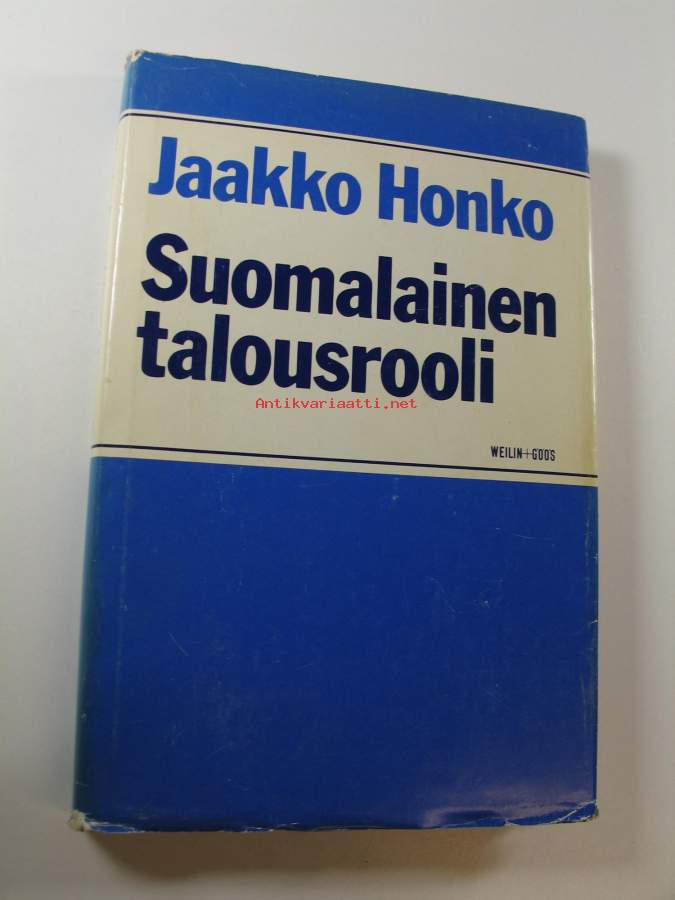 Jaakko Honko
Suomalainen
talousrooli
Antikvariaatti.net
WEILIN+GÖÖS